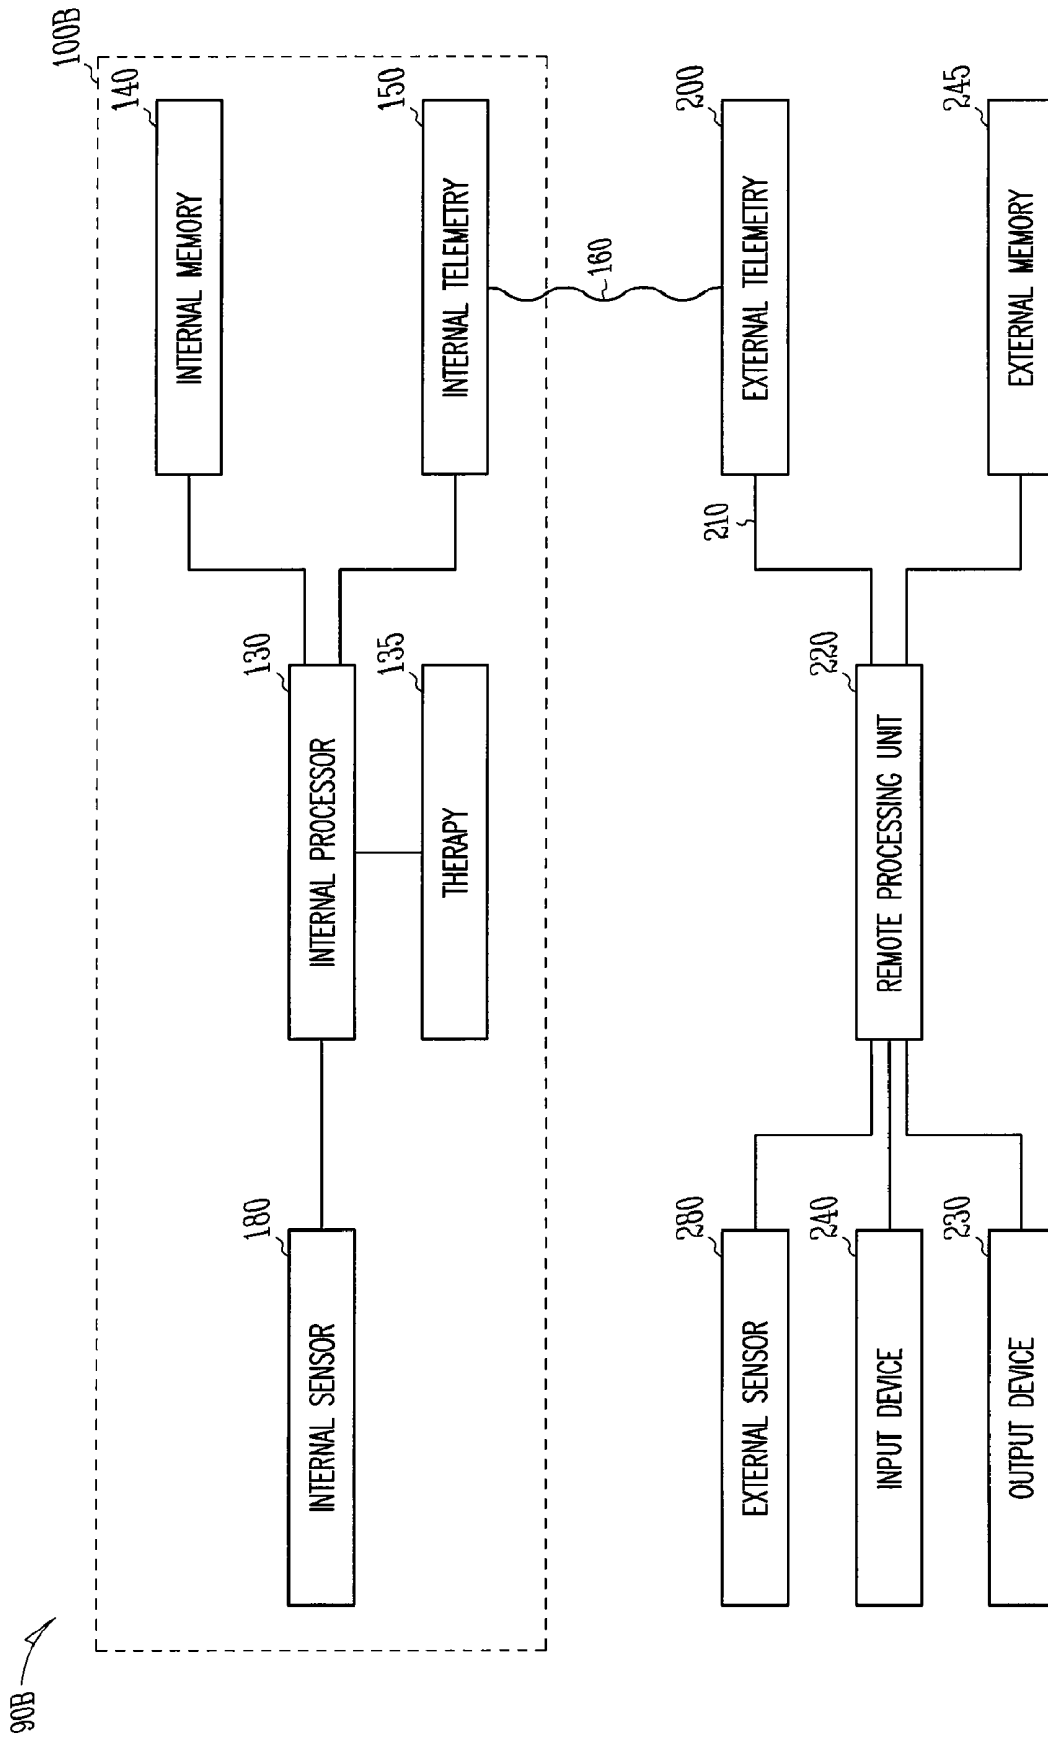 90B
100B
180
INTERNAL SENSOR
130
INTERNAL PROCESSOR
135
THERAPY
140
INTERNAL MEMORY
150
INTERNAL TELEMETRY
160
280
EXTERNAL SENSOR
240
INPUT DEVICE
230
OUTPUT DEVICE
220
REMOTE PROCESSING UNIT
210
200
EXTERNAL TELEMETRY
245
EXTERNAL MEMORY